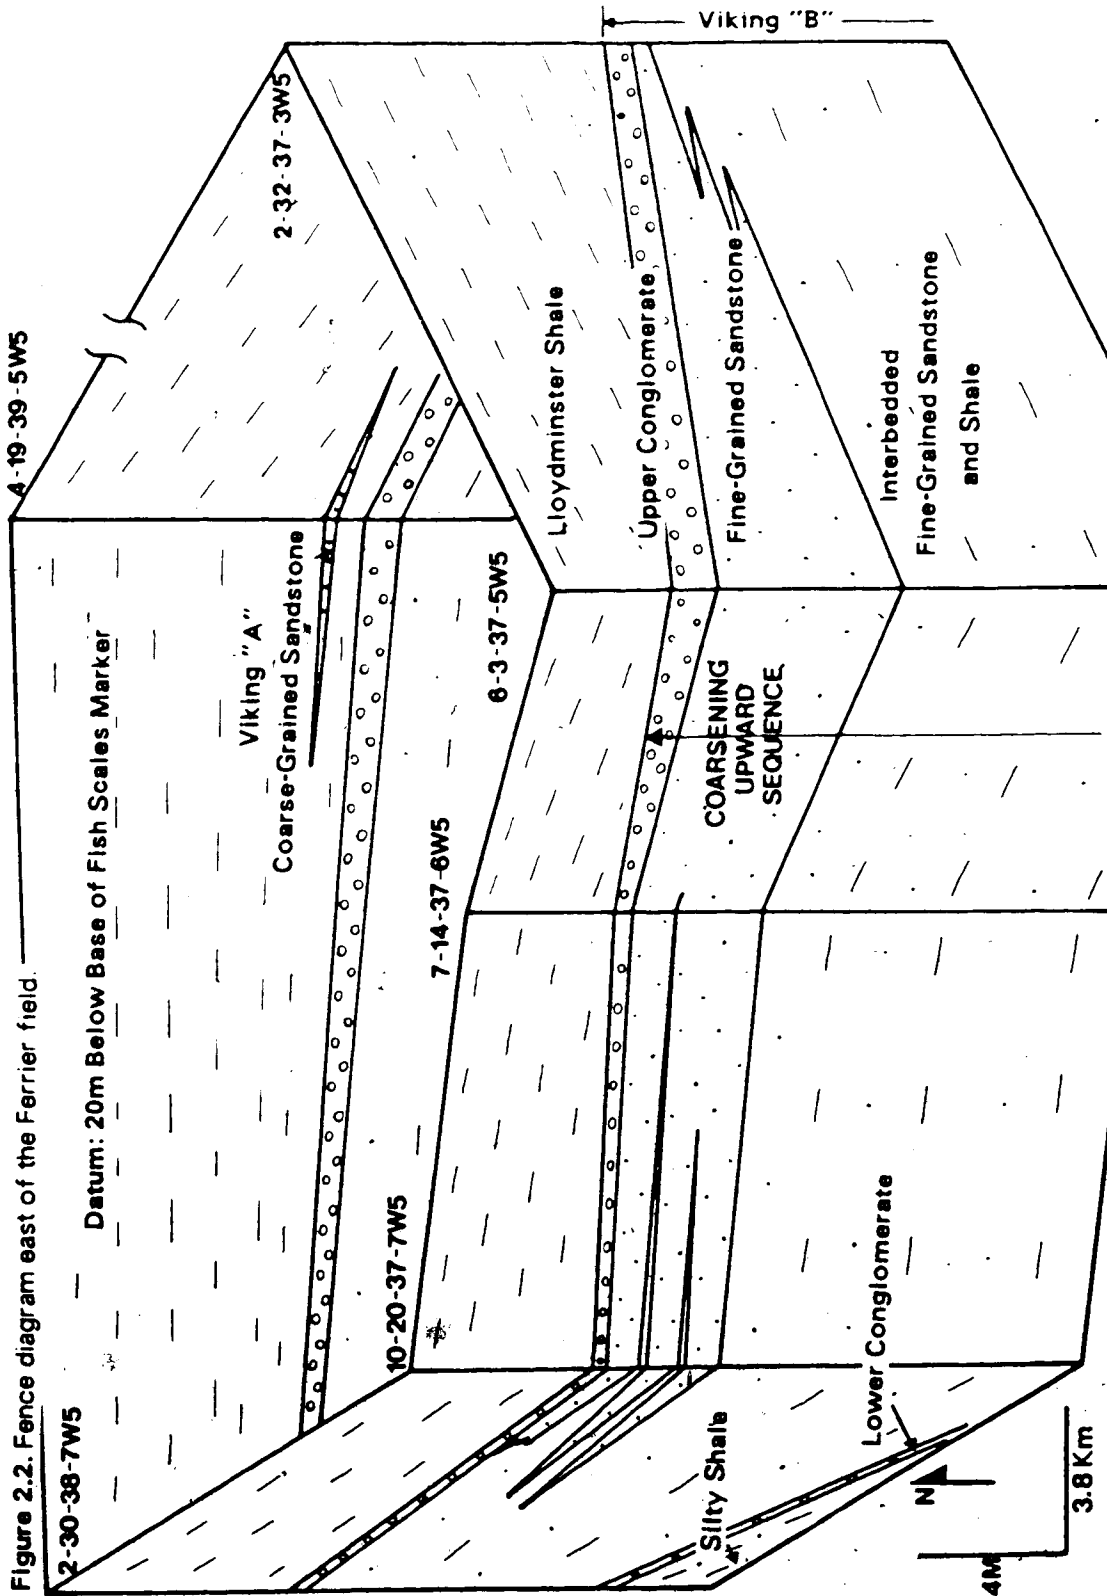 Figure 2.2. Fence diagram east of the Ferrier field.
2-30-38-7W5
4-19-39-5W5
Datum: 20m Below Base of Fish Scales Marker
Viking "A"
Coarse-Grained Sandstone
2-32-37-3W5
10-20-37-7W5
7-14-37-6W5
6-3-37-5W5
Lloydminster Shale
Upper Conglomerate
Fine-Grained Sandstone
Viking "B"
COARSENING
UPWARD
SEQUENCE
Interbedded
Fine-Grained Sandstone
and Shale
Silty Shale
Lower Conglomerate
N
4M
3.8 Km